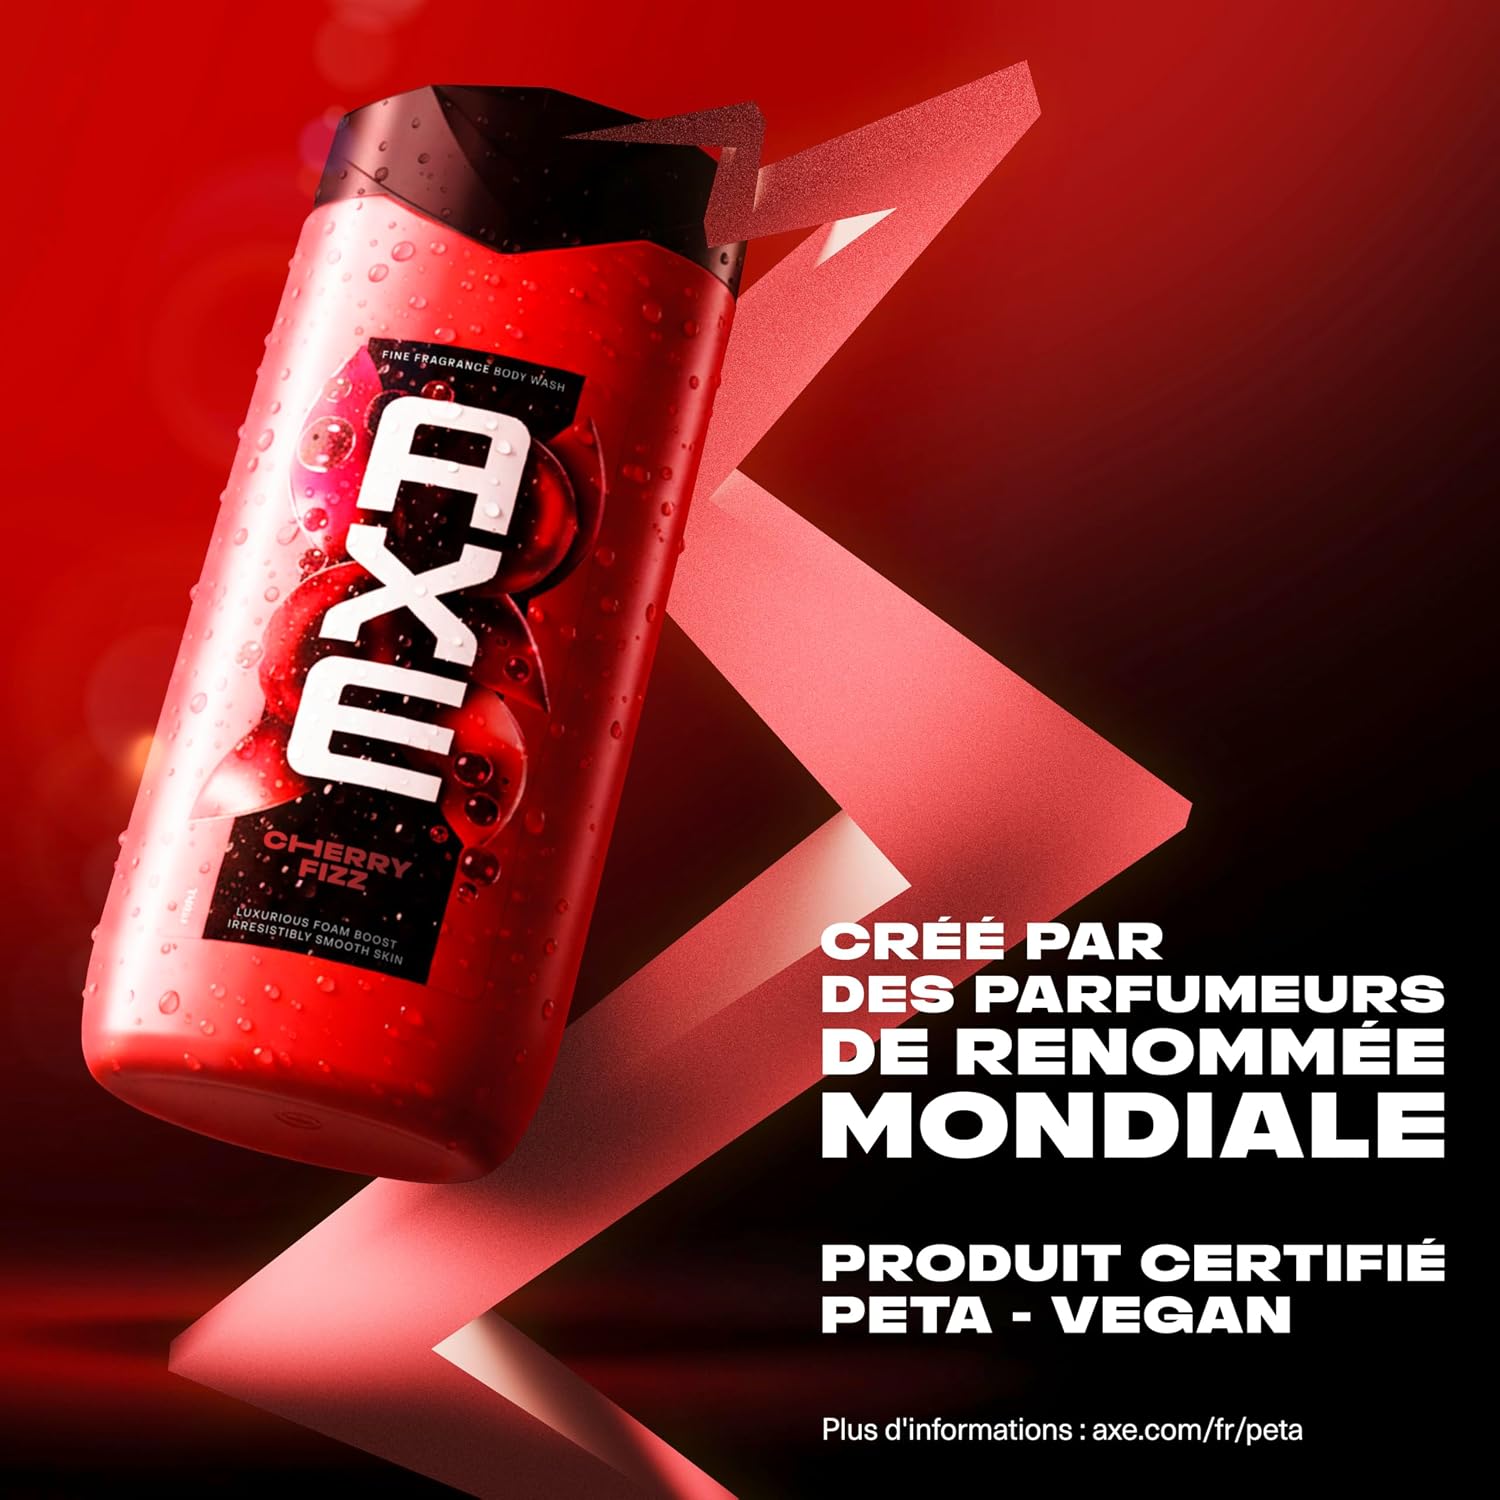 FINE FRAGRANCE BODY WASH
AXE
CHERRY
FIZZ
LUXURIOUS FOAM BOOST
IRRESISTIBLY SMOOTH SKIN
CRÉÉ PAR
DES PARFUMEURS
DE RENOMMÉE
MONDIALE
PRODUIT CERTIFIÉ
PETA - VEGAN
Plus d'informations : axe.com/fr/peta